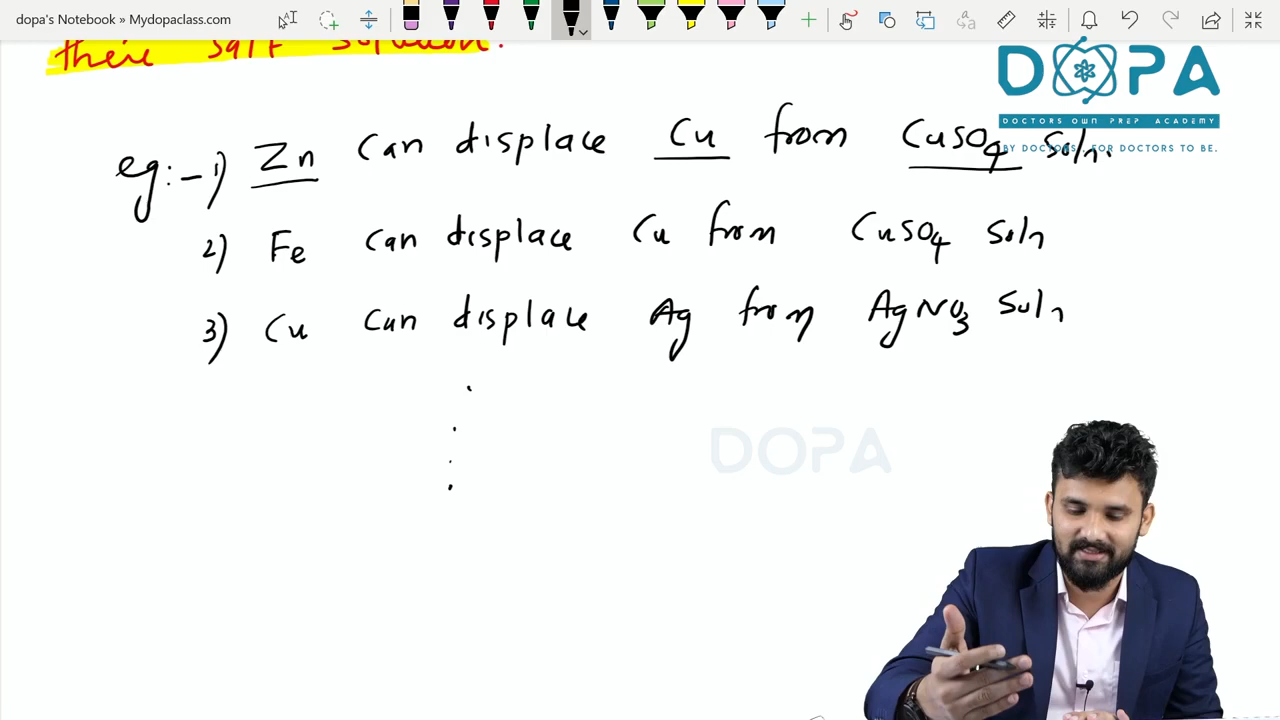 dopa's Notebook » Mydopaclass.com
their salt solution.
DOPA
DOCTORS OWN PREP ACADEMY
BY DOCTORS. FOR DOCTORS TO BE.
eg:- 1) Zn can displace Cu from CuSO4 soln.
2) Fe can displace Cu from CuSO4 soln
3) Cu can displace Ag from AgNO3 soln
DOPA